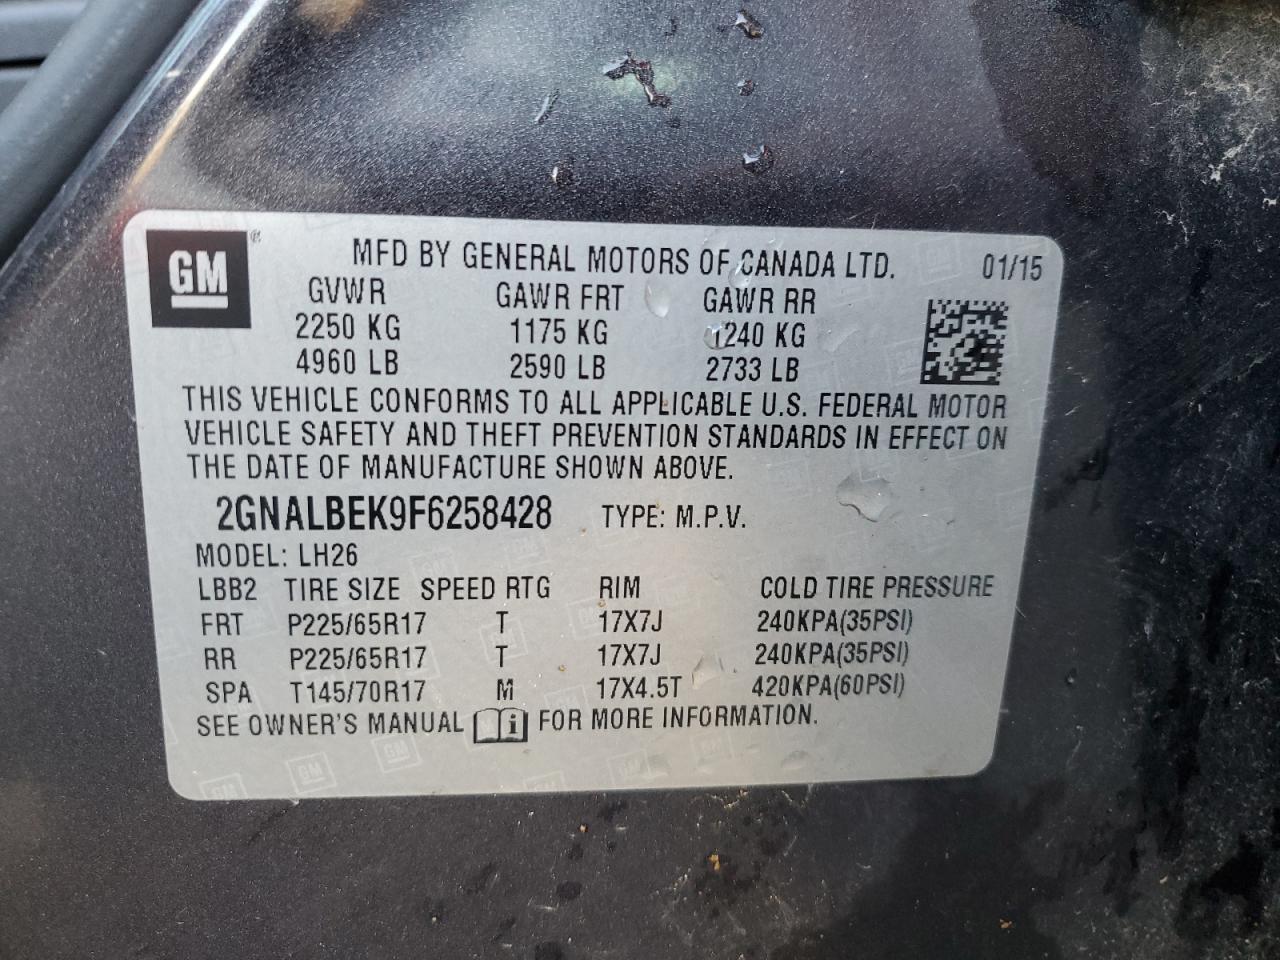 GM®
MFD BY GENERAL MOTORS OF CANADA LTD. 01/15
GVWR GAWR FRT GAWR RR
2250 KG 1175 KG 1240 KG
4960 LB 2590 LB 2733 LB
THIS VEHICLE CONFORMS TO ALL APPLICABLE U.S. FEDERAL MOTOR
VEHICLE SAFETY AND THEFT PREVENTION STANDARDS IN EFFECT ON
THE DATE OF MANUFACTURE SHOWN ABOVE.
2GNALBEK9F6258428 TYPE: M.P.V.
MODEL: LH26
LBB2 TIRE SIZE SPEED RTG RIM COLD TIRE PRESSURE
FRT P225/65R17 T 17X7J 240KPA(35PSI)
RR P225/65R17 T 17X7J 240KPA(35PSI)
SPA T145/70R17 M 17X4.5T 420KPA(60PSI)
SEE OWNER'S MANUAL i FOR MORE INFORMATION.